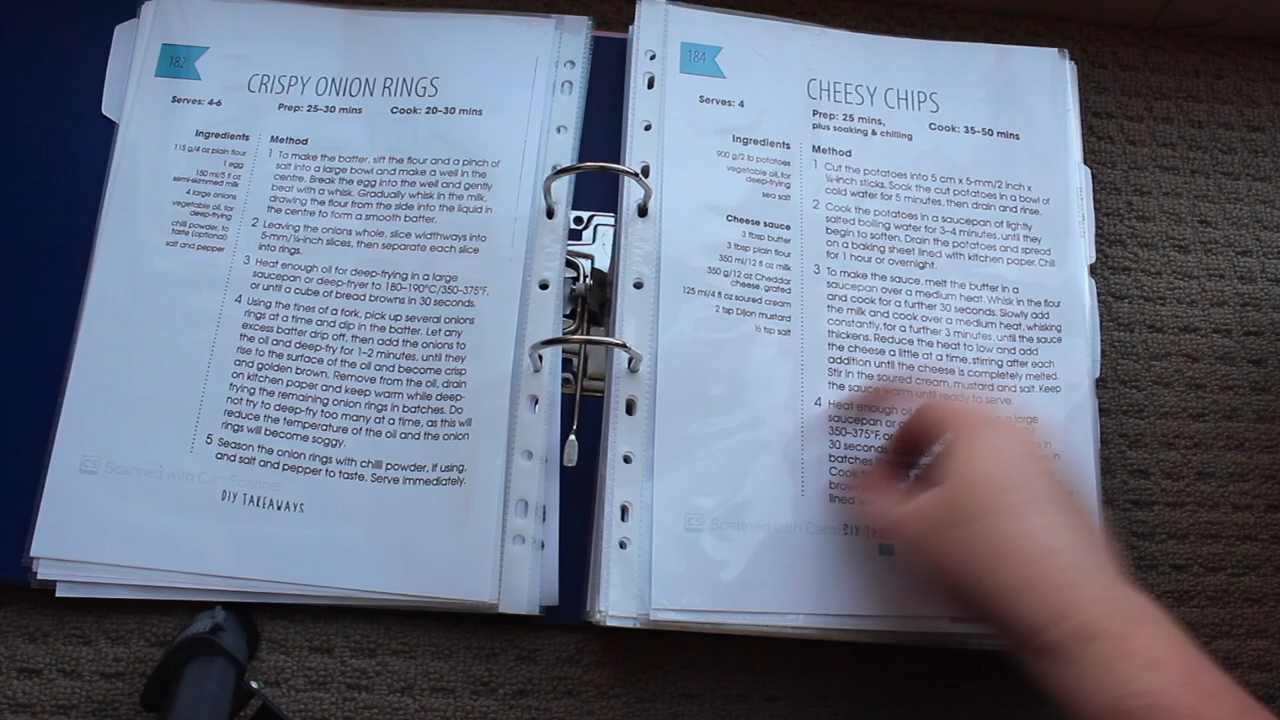 182
CRISPY ONION RINGS
Serves: 4-6
Prep: 25-30 mins
Cook: 20-30 mins
Ingredients
115 g/4 oz plain flour
1 egg
150 ml/5 fl oz
semi-skimmed milk
4 large onions
vegetable oil, for
deep-frying
chilli powder, to
taste (optional)
salt and pepper
Method
1 To make the batter, sift the flour and a pinch of
salt into a large bowl and make a well in the
centre. Break the egg into the well and gently
beat with a whisk. Gradually whisk in the milk,
drawing the flour from the side into the liquid in
the centre to form a smooth batter.
2 Leaving the onions whole, slice widthways into
5-mm/¼-inch slices, then separate each slice
into rings.
3 Heat enough oil for deep-frying in a large
saucepan or deep-fryer to 180-190°C/350-375°F,
or until a cube of bread browns in 30 seconds.
4 Using the tines of a fork, pick up several onions
rings at a time and dip in the batter. Let any
excess batter drip off, then add the onions to
the oil and deep-fry for 1-2 minutes, until they
rise to the surface of the oil and become crisp
and golden brown. Remove from the oil, drain
on kitchen paper and keep warm while deep-
frying the remaining onion rings in batches. Do
not try to deep-fry too many at a time, as this will
reduce the temperature of the oil and the onion
rings will become soggy.
5 Season the onion rings with chilli powder, if using,
and salt and pepper to taste. Serve immediately.
CS Scanned with CamScanner
DIY TAKEAWAYS
184
CHEESY CHIPS
Serves: 4
Prep: 25 mins,
plus soaking & chilling
Cook: 35-50 mins
Ingredients
900 g/2 lb potatoes
vegetable oil, for
deep-frying
sea salt
Cheese sauce
3 tbsp butter
3 tbsp plain flour
350 ml/12 fl oz milk
350 g/12 oz Cheddar
cheese, grated
125 ml/4 fl oz soured cream
2 tsp Dijon mustard
½ tsp salt
Method
1 Cut the potatoes into 5 cm x 5-mm/2 inch x
¼-inch sticks. Soak the cut potatoes in a bowl of
cold water for 5 minutes, then drain and rinse.
2 Cook the potatoes in a saucepan of lightly
salted boiling water for 3-4 minutes, until they
begin to soften. Drain the potatoes and spread
on a baking sheet lined with kitchen paper. Chill
for 1 hour or overnight.
3 To make the sauce, melt the butter in a
saucepan over a medium heat. Whisk in the flour
and cook for a further 30 seconds. Slowly add
the milk and cook over a medium heat, whisking
constantly, for a further 3 minutes, until the sauce
thickens. Reduce the heat to low and add
the cheese a little at a time, stirring after each
addition until the cheese is completely melted.
Stir in the soured cream, mustard and salt. Keep
the sauce warm until ready to serve.
4 Heat enough oil in a large
saucepan or
350-375°F, or
30 seconds in
batches
Cook
lined
CS Scanned with Cam
DIY